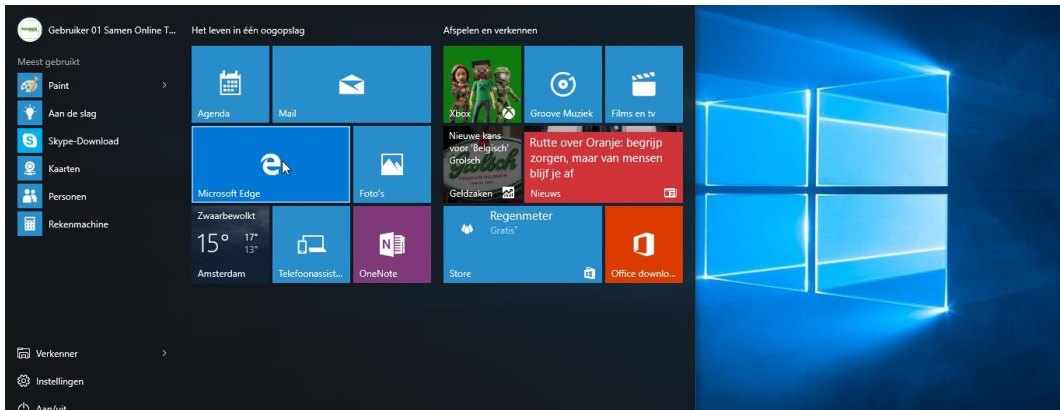 Gebruiker 01 Samen Online T...
Meest gebruikt
Paint
Aan de slag
Skype-Download
Kaarten
Personen
Rekenmachine
Verkenner
Instellingen
Aan/uit
Het leven in één oogopslag
Agenda
Mail
Microsoft Edge
Foto's
Zwaarbewolkt
15° 17°
13°
Amsterdam
Telefoonassist...
OneNote
Afspelen en verkennen
Xbox
Groove Muziek
Films en tv
Nieuwe kans
voor 'Belgisch'
Grolsch
Grolsch
Geldzaken
Rutte over Oranje: begrijp
zorgen, maar van mensen
blijf je af
Nieuws
Regenmeter
Gratis*
Store
Office downlo...